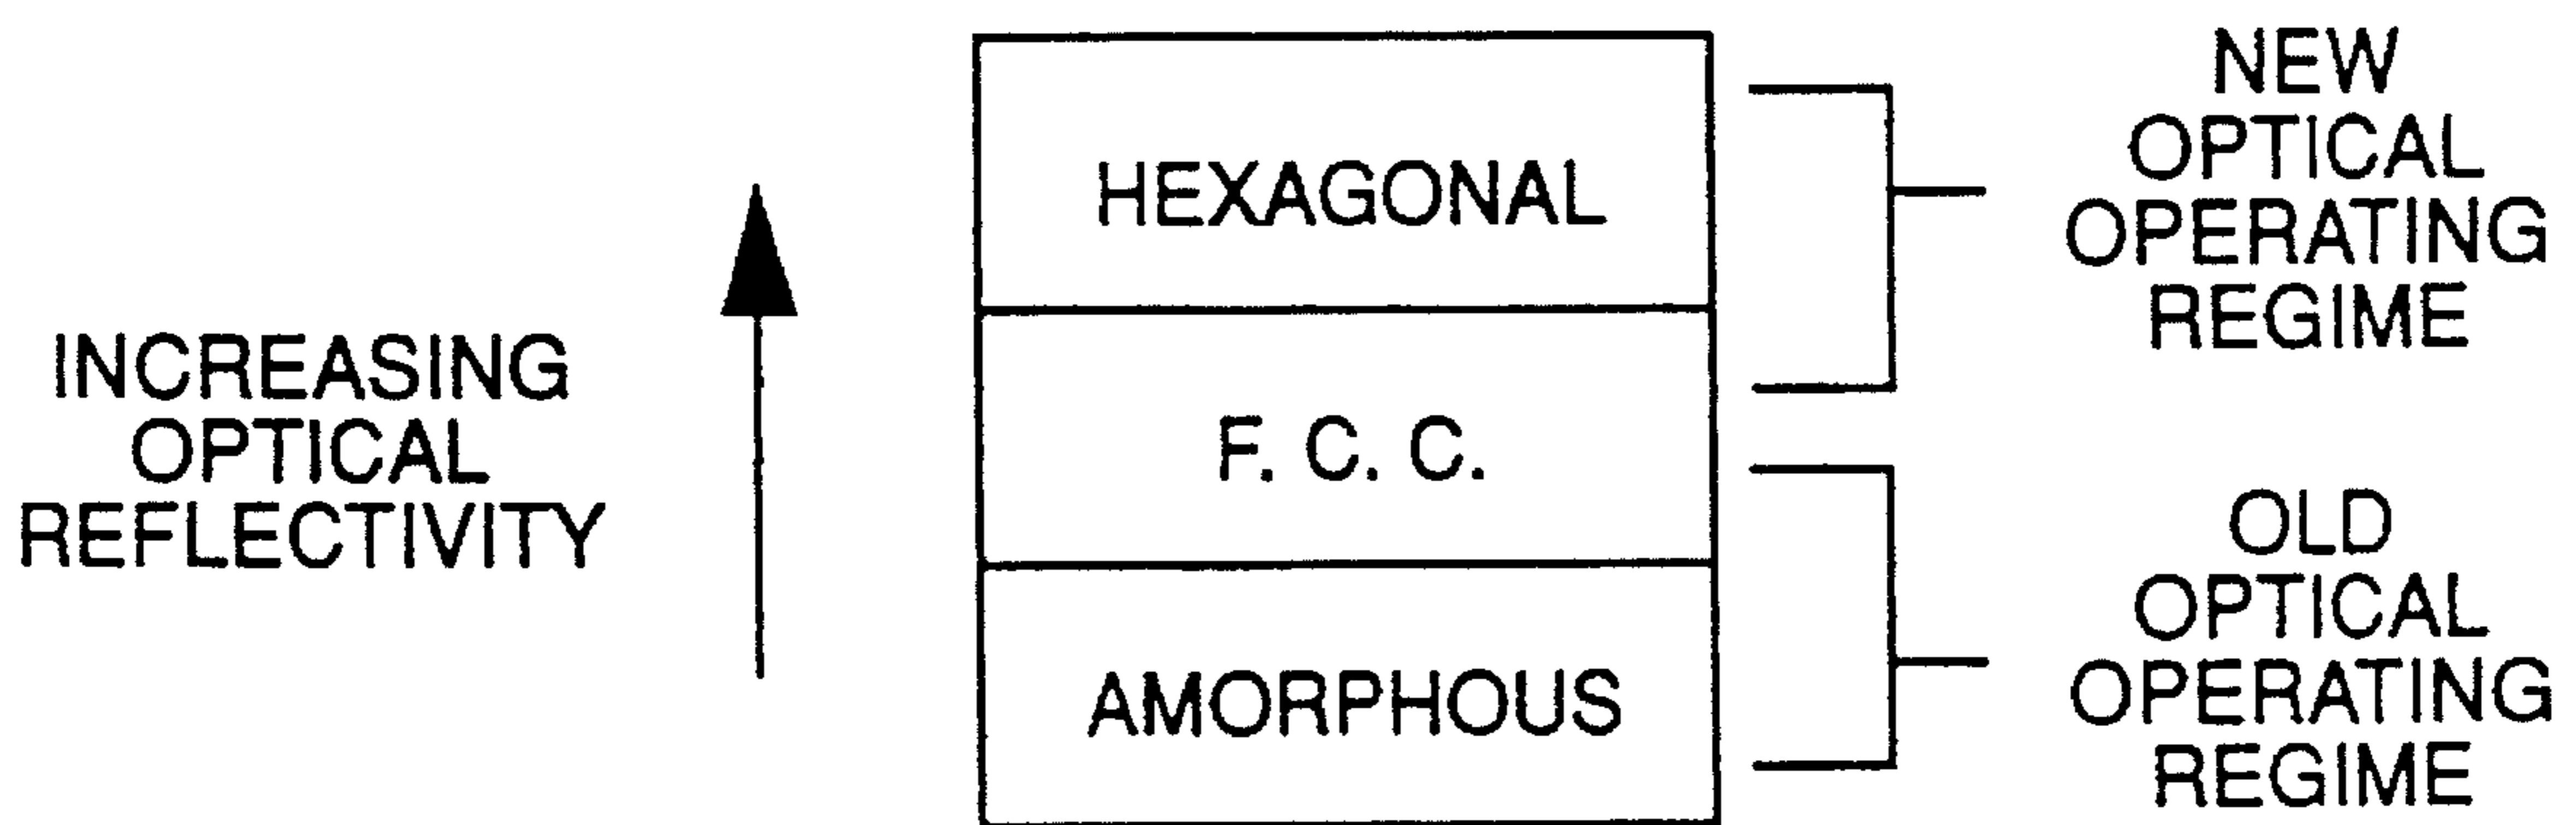 INCREASING
OPTICAL
REFLECTIVITY
HEXAGONAL
F. C. C.
AMORPHOUS
NEW
OPTICAL
OPERATING
REGIME
OLD
OPTICAL
OPERATING
REGIME